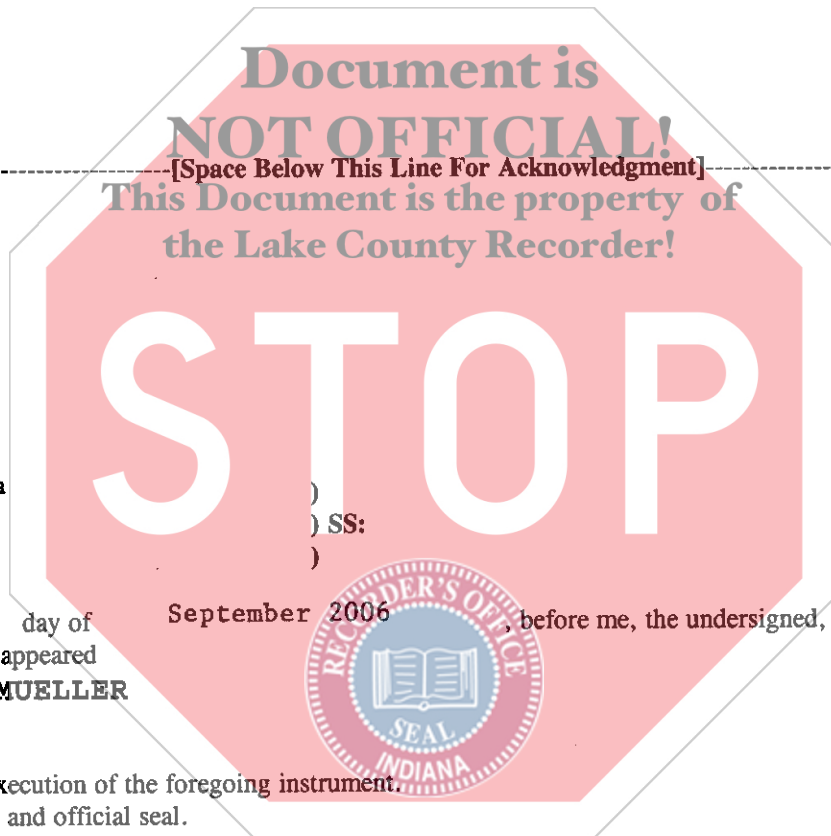 Document is
NOT OFFICIAL!
[Space Below This Line For Acknowledgment]
This Document is the property of
the Lake County Recorder!
STOP
)
) SS:
)
day of September 2006 , before me, the undersigned,
appeared
MUELLER
RECORDER'S OFFICE
SEAL
INDIANA
execution of the foregoing instrument.
and official seal.